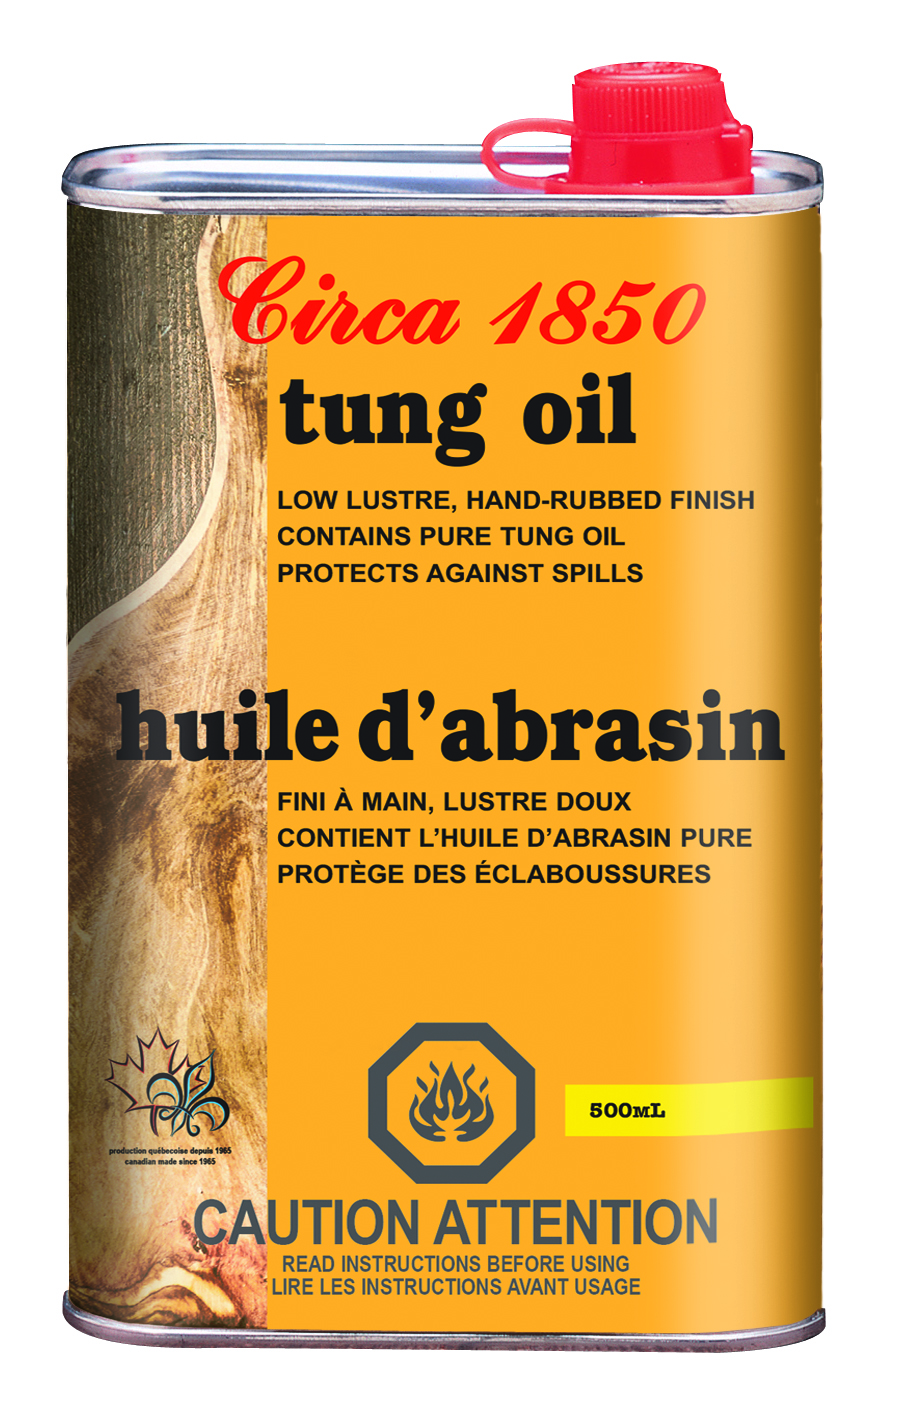 Circa 1850
tung oil
LOW LUSTRE, HAND-RUBBED FINISH
CONTAINS PURE TUNG OIL
PROTECTS AGAINST SPILLS
huile d’abrasin
FINI À MAIN, LUSTRE DOUX
CONTIENT L’HUILE D’ABRASIN PURE
PROTÈGE DES ÉCLABOUSSURES
500mL
production québecoise depuis 1965
canadian made since 1965
CAUTION ATTENTION
READ INSTRUCTIONS BEFORE USING
LIRE LES INSTRUCTIONS AVANT USAGE